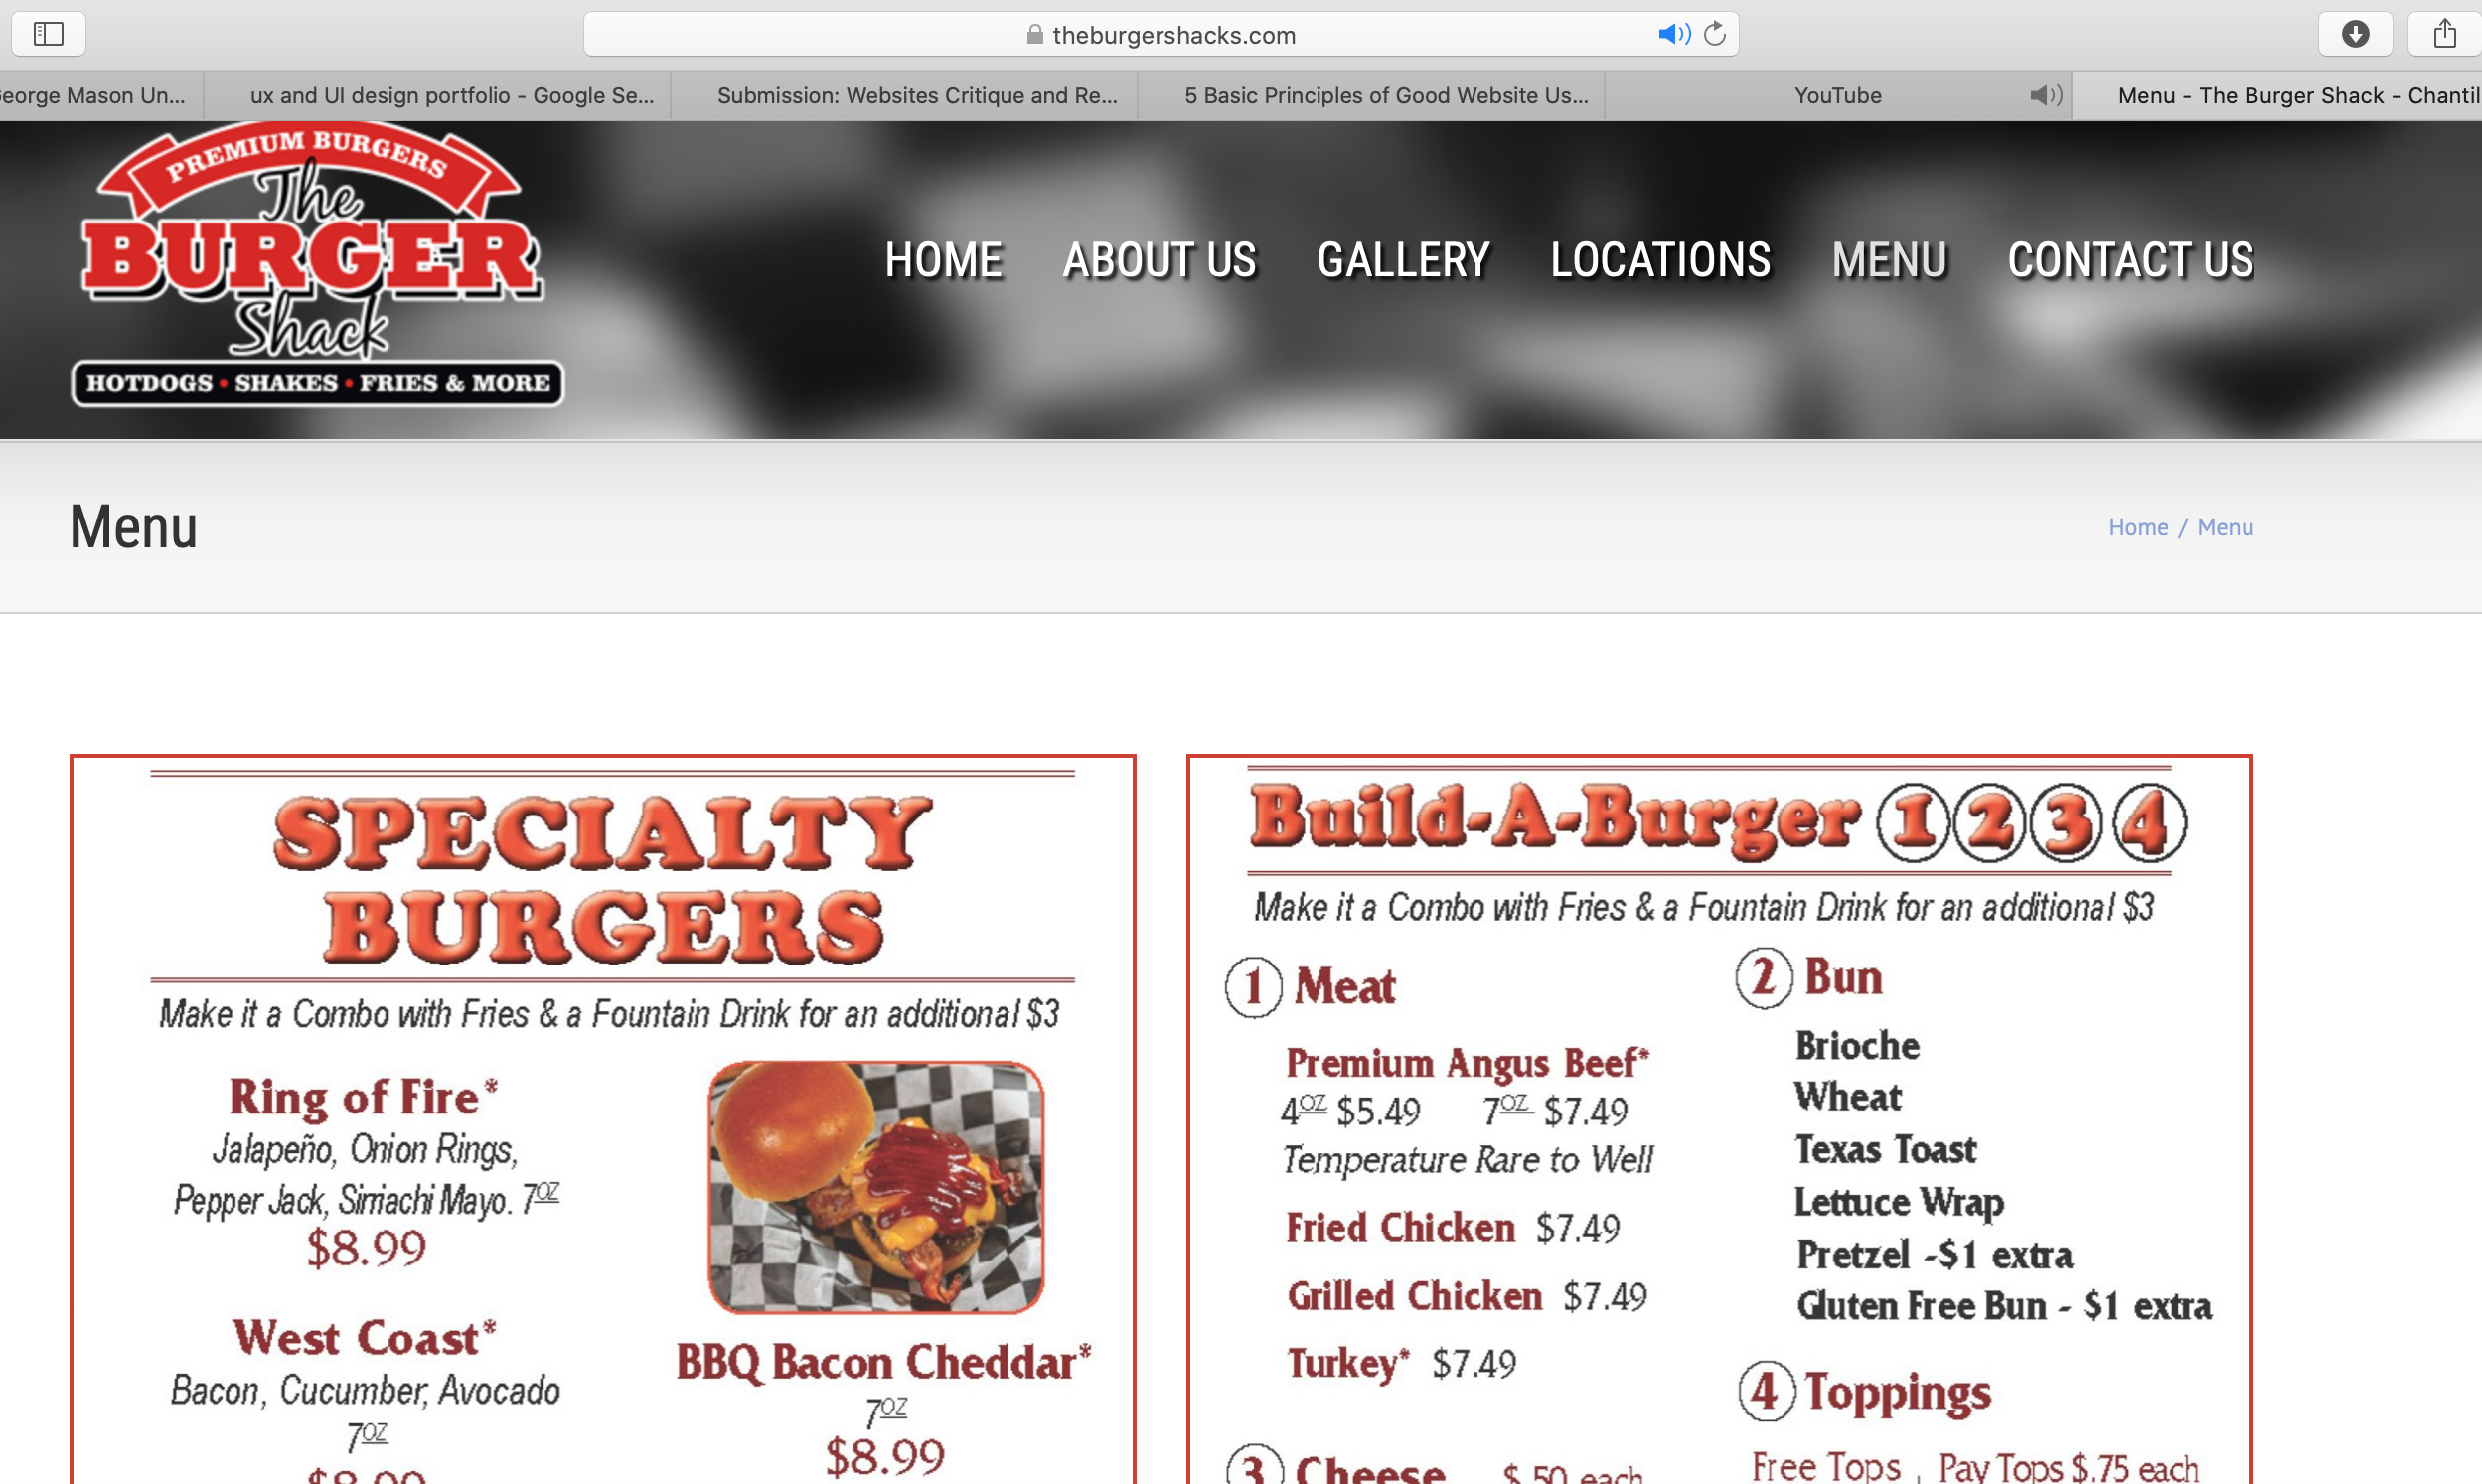 theburgershacks.com
eorge Mason Un...
ux and UI design portfolio - Google Se...
Submission: Websites Critique and Re...
5 Basic Principles of Good Website Us...
YouTube
Menu - The Burger Shack - Chantil
PREMIUM BURGERS
The
BURGER
Shack
HOTDOGS • SHAKES • FRIES & MORE
HOME
ABOUT US
GALLERY
LOCATIONS
MENU
CONTACT US
Menu
Home / Menu
SPECIALTY
BURGERS
Make it a Combo with Fries & a Fountain Drink for an additional $3
Ring of Fire*
Jalapeño, Onion Rings,
Pepper Jack, Sirriachi Mayo. 7OZ
$8.99
West Coast*
Bacon, Cucumber, Avocado
7OZ
$8.99
BBQ Bacon Cheddar*
7OZ
$8.99
Build-A-Burger 1 2 3 4
Make it a Combo with Fries & a Fountain Drink for an additional $3
1 Meat
Premium Angus Beef*
4OZ $5.49 7OZ $7.49
Temperature Rare to Well
Fried Chicken $7.49
Grilled Chicken $7.49
Turkey* $7.49
3 Cheese $.50 each
2 Bun
Brioche
Wheat
Texas Toast
Lettuce Wrap
Pretzel -$1 extra
Gluten Free Bun - $1 extra
4 Toppings
Free Tops Pay Tops $.75 each